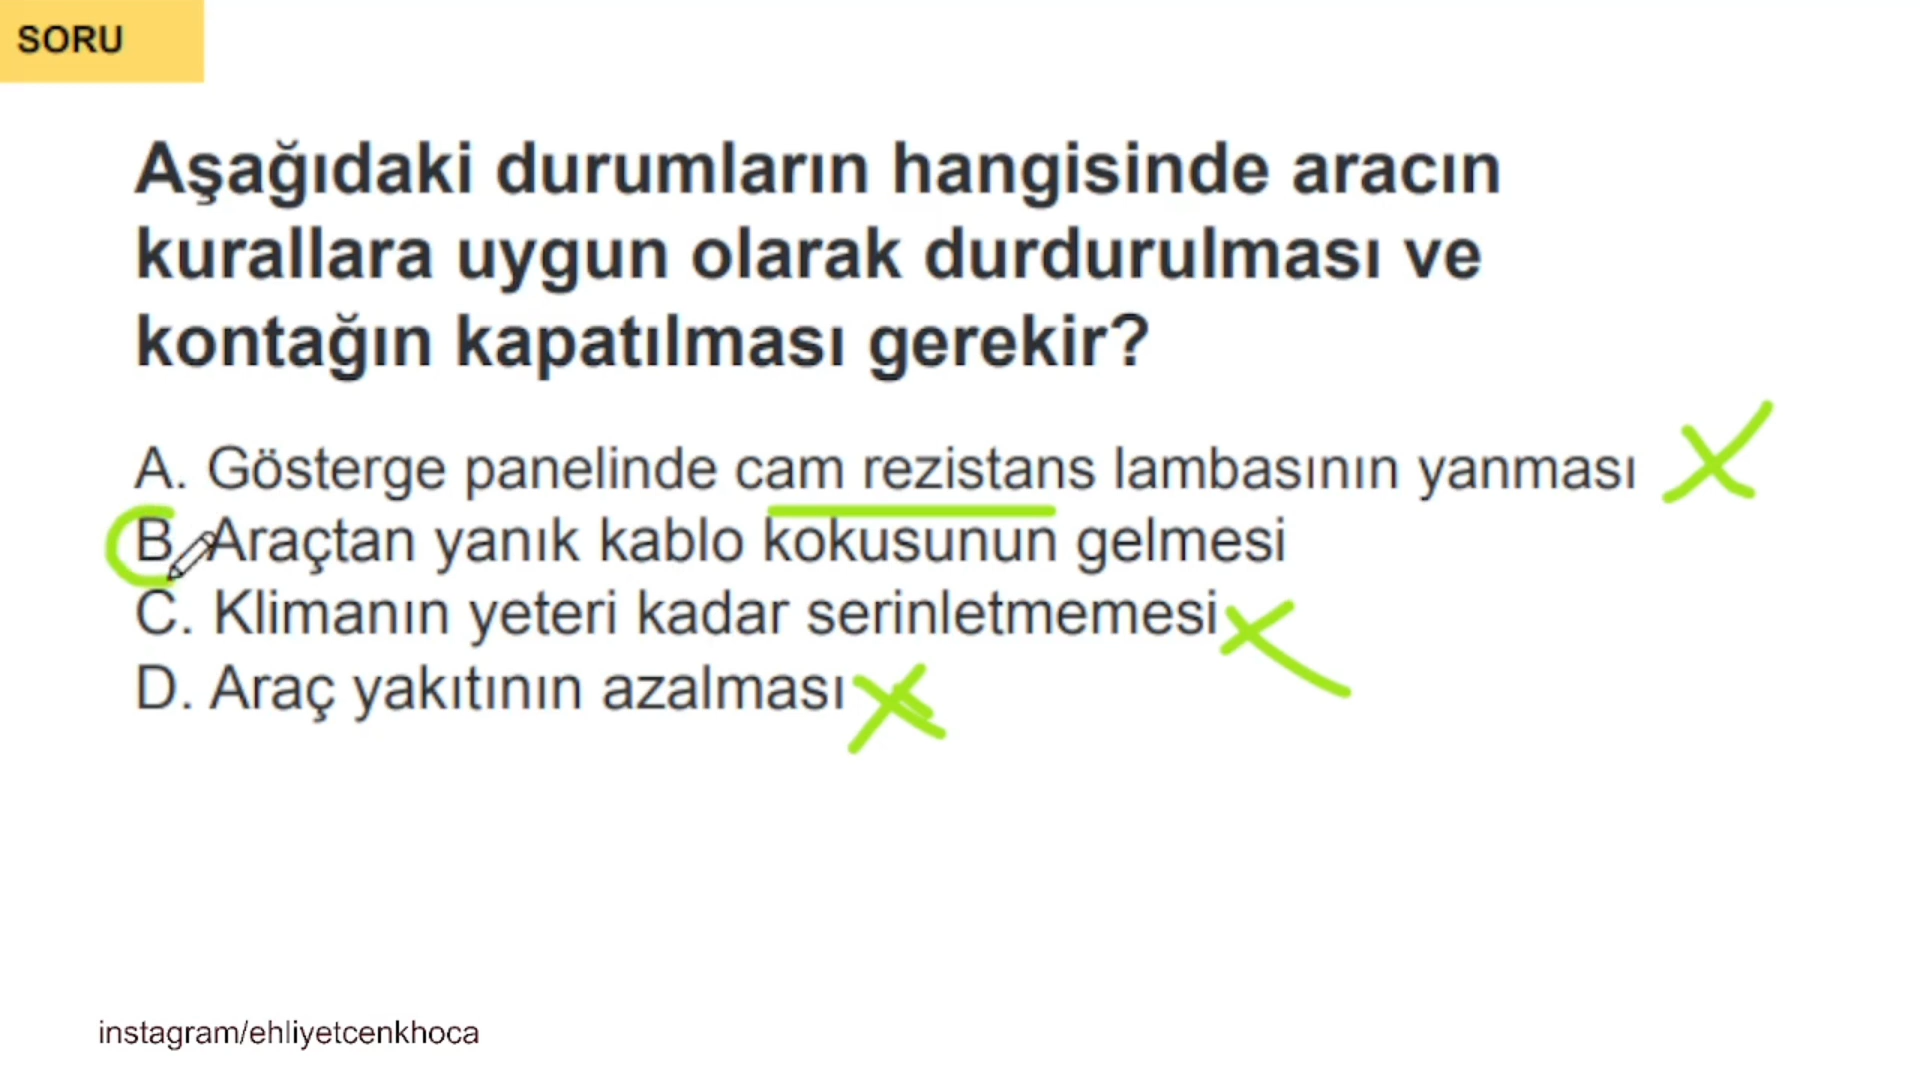 SORU
Aşağıdaki durumların hangisinde aracın
kurallara uygun olarak durdurulması ve
kontağın kapatılması gerekir?
A. Gösterge panelinde cam rezistans lambasının yanması
B. Araçtan yanık kablo kokusunun gelmesi
C. Klimanın yeteri kadar serinletmemesi
D. Araç yakıtının azalması
instagram/ehliyetcenkhoca